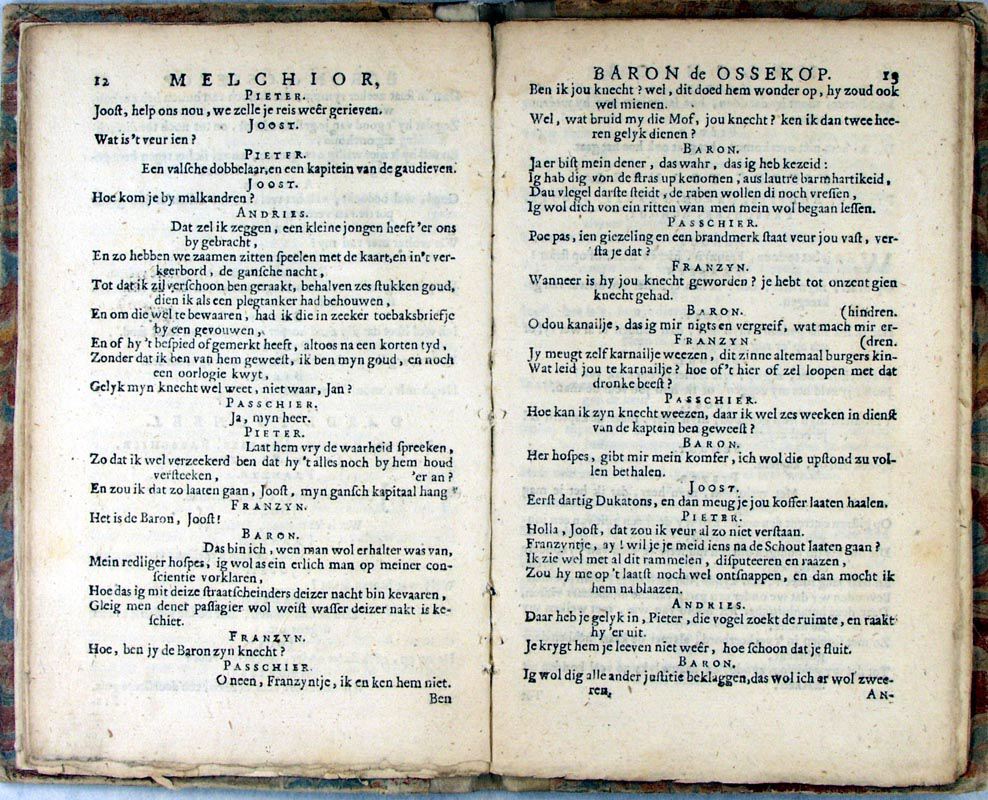 12 MELCHIOR,
PIETER.
Joost, help ons nou, we zelle je reis weêr gerieven.
JOOST.
Wat is 't veur ien?
PIETER.
Een valsche dobbelaar, en een kapitein van de gaudieven.
JOOST.
Hoe kom je by malkandren?
ANDRIES.
Dat zel ik zeggen, een kleine jongen heeft 'er ons
by gebracht,
En zo hebben we zaamen zitten speelen met de kaart, en in 't ver-
keerbord, de gansche nacht,
Tot dat ik zil verschoon ben geraakt, behalven zes stukken goud,
dien ik als een plegtanker had behouwen,
En om die wel te bewaaren, had ik die in zeeker toebaksbriefje
by een gevouwen,
En of hy 't bespied of gemerkt heeft, altoos na een korten tyd,
Zonder dat ik ben van hem geweest, ik ben myn goud, en noch
een oorlogie kwyt,
Gelyk myn knecht wel weet, niet waar, Jan?
PASSCHIER.
Ja, myn heer.
PIETER.
Laat hem vry de waarheid spreeken,
Zo dat ik wel verzeekerd ben dat hy 't alles noch by hem houd
versteeken, 'er an?
En zou ik dat zo laaten gaan, Joost, myn gansch kapitaal hang
FRANZYN.
Het is de Baron, Joost!
BARON.
Das bin ich, wen man wol erhalter was van,
Mein rediger hospes, ig wol as ein erlich man op meiner con-
scientie vorklaren,
Hoe das ig mit deize straatscheinders deizer nacht bin kevaaren,
Gleig men dener passagier wol weist wasser deizer nakt is ke-
schiet.
FRANZYN.
Hoe, ben jy de Baron zyn knecht?
PASSCHIER.
O neen, Franzyntje, ik en ken hem niet.
Ben
BARON de OSSEKOP. 13
Ben ik jou knecht? wel, dit doed hem wonder op, hy zoud ook
wel mienen.
Wel, wat bruid my die Mof, jou knecht? ken ik dan twee hee-
ren gelyk dienen?
BARON.
Ja er bist mein dener, das wahr, das ig heb kezeid:
Ig hab dig von de stras up kenomen, aus lautre barmhartikeid,
Dau vlegel darste steidt, de raben wollen di noch vressen,
Ig wol dich von ein ritten wan men mein wol begaan lessen.
PASSCHIER.
Poe pas, ien giezeling en een brandmerk staat veur jou vast, ver-
sta je dat?
FRANZYN.
Wanneer is hy jou knecht geworden? je hebt tot onzent gien
knecht gehad.
BARON. (hindren.
O dou kanailje, das ig mir nigts en vergreif, wat mach mir er-
FRANZYN (dren.
Jy meugt zelf karnailje weezen, dit zinne altemaal burgers kin-
Wat leid jou te karnailje? hoe of 't hier of zel loopen met dat
dronke beest?
PASSCHIER.
Hoe kan ik zyn knecht weezen, daar ik wel zes weeken in dienst
van de kaptein ben geweest?
BARON.
Her hospes, gibt mir mein komfer, ich wol die upstond zu vol-
len bethalen.
JOOST.
Eerst dartig Dukatons, en dan meug je jou koffer laaten haalen.
PIETER.
Holla, Joost, dat zou ik veur al zo niet verstaan.
Franzyntje, ay! wil je je meid iens na de Schout laaten gaan?
Ik zie wel met al dit rammelen, disputeeren en raazen,
Zou hy me op 't laatst noch wel ontsnappen, en dan mocht ik
hem na blaazen.
ANDRIES.
Daar heb je gelyk in, Pieter, die vogel zoekt de ruimte, en raakt
hy 'er uit.
Je krygt hem je leeven niet weêr, hoe schoon dat je fluit.
BARON.
Ig wol dig alle ander justitie beklaggen, das wol ich er wol zwee-
ren, AN-